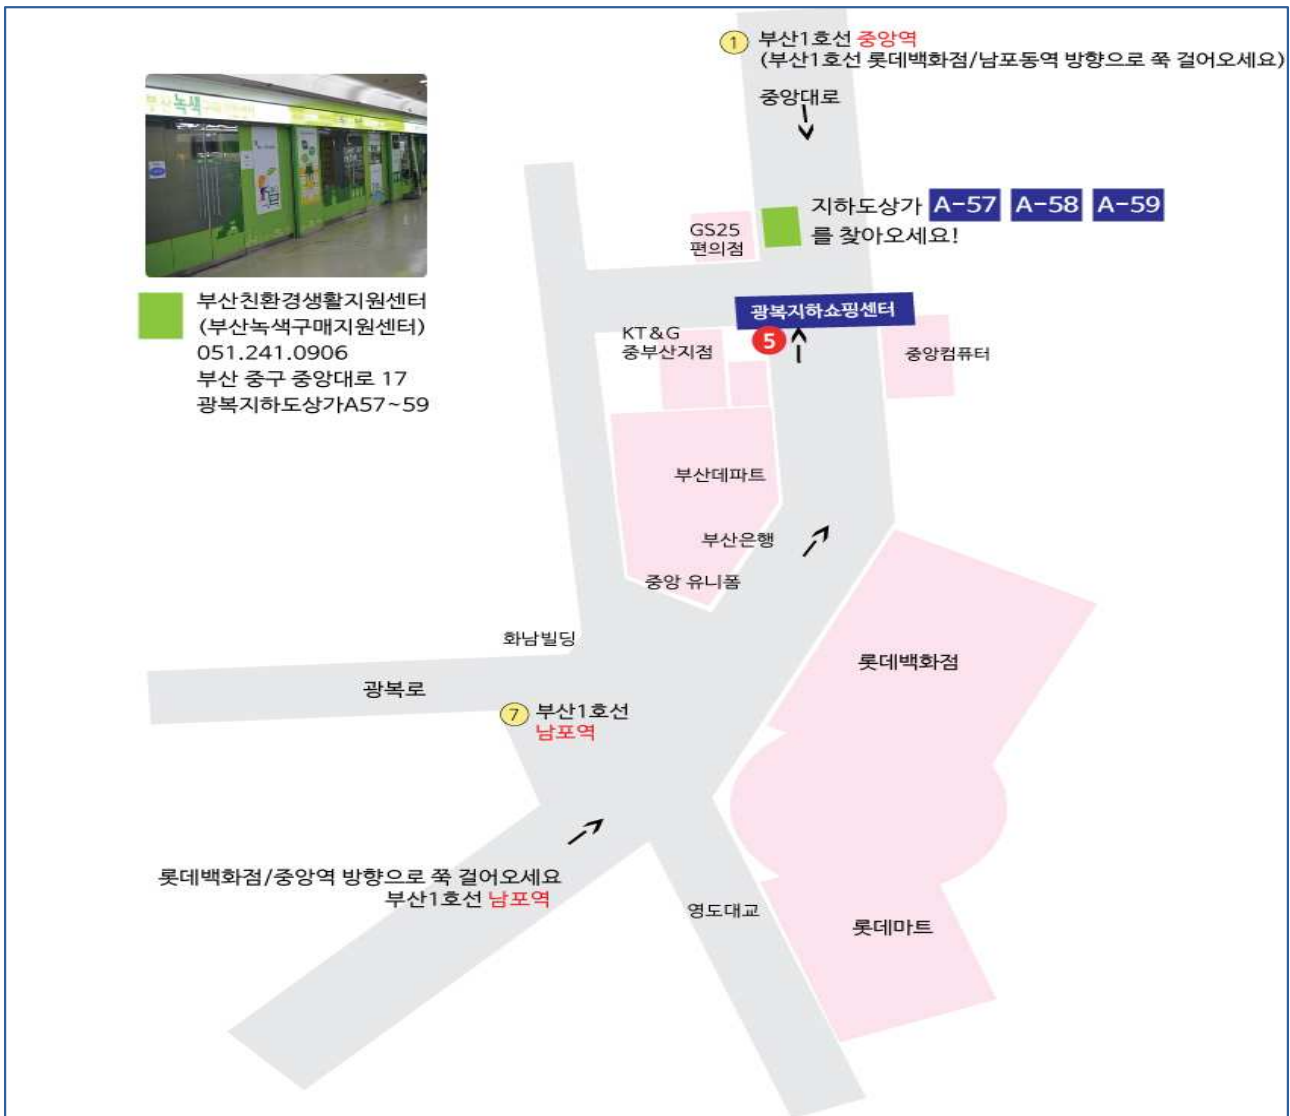 ① 부산1호선 중앙역
(부산1호선 롯데백화점/남포동역 방향으로 쭉 걸어오세요)
중앙대로
부산녹색
지하도상가 A-57 A-58 A-59
를 찾아오세요!
GS25
편의점
부산친환경생활지원센터
(부산녹색구매지원센터)
051.241.0906
부산 중구 중앙대로 17
광복지하도상가A57~59
광복지하쇼핑센터
5
KT&G
중부산지점
중앙컴퓨터
부산데파트
부산은행
중앙 유니폼
화남빌딩
롯데백화점
광복로
⑦ 부산1호선
남포역
롯데백화점/중앙역 방향으로 쭉 걸어오세요
부산1호선 남포역
영도대교
롯데마트